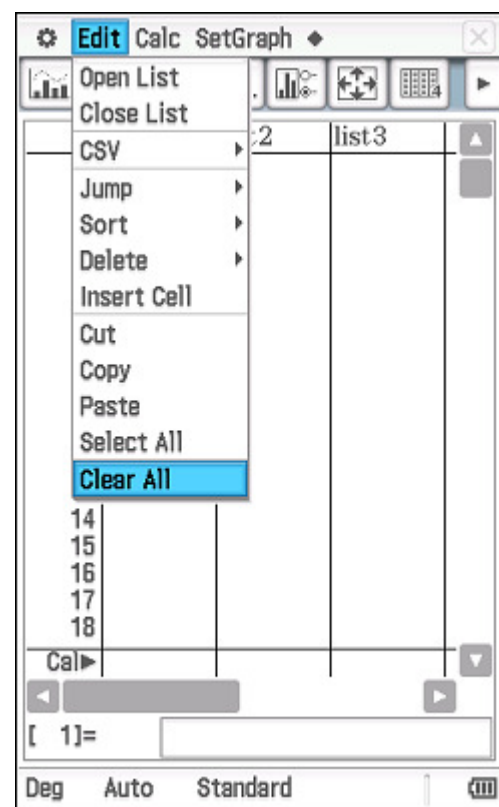 Edit Calc SetGraph ◆
Open List
Close List
CSV
:2 list3
Jump
Sort
Delete
Insert Cell
Cut
Copy
Paste
Select All
Clear All
14
15
16
17
18
Cal▶
[ 1]=
Deg Auto Standard